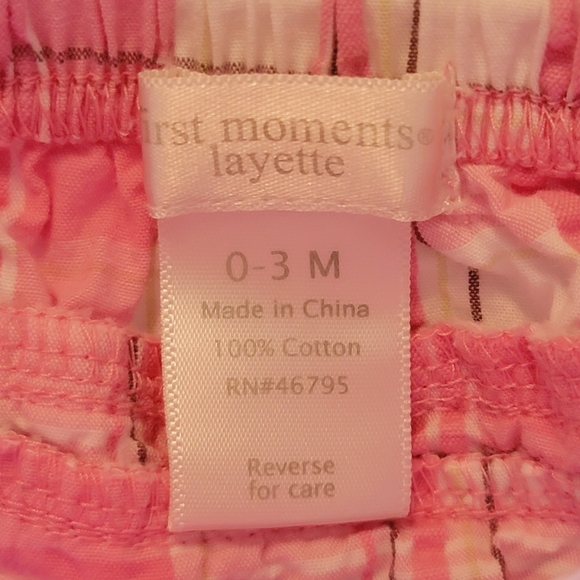 irst moments®
layette
0-3 M
Made in China
100% Cotton
RN#46795
Reverse
for care